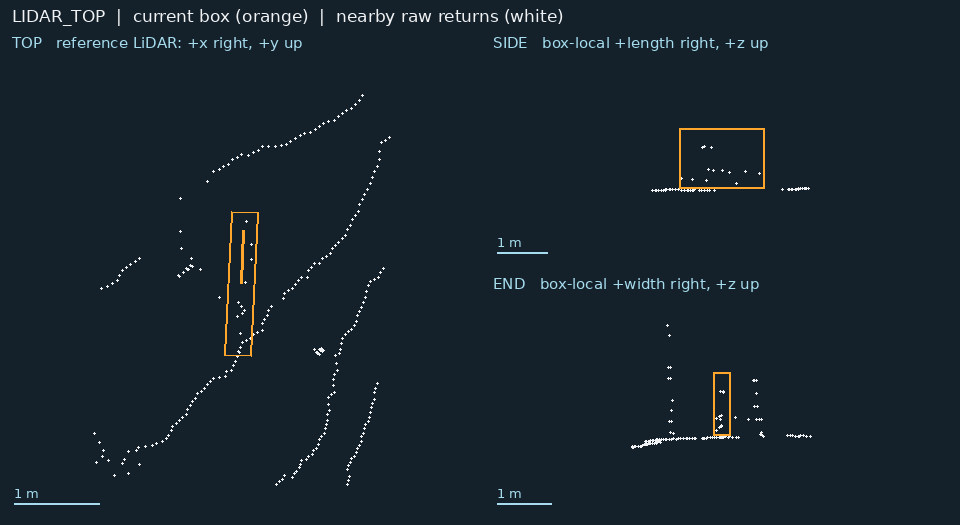 LIDAR_TOP | current box (orange) | nearby raw returns (white)
TOP reference LiDAR: +x right, +y up
SIDE box-local +length right, +z up
1 m
END box-local +width right, +z up
1 m
1 m